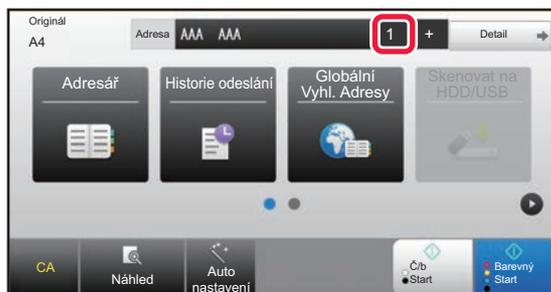 Originál
A4
Adresa AAA AAA 1 + Detail
Adresář
Historie odeslání
Globální
Vyhl. Adresy
Skenovat na
HDD/USB
CA
Náhled
Auto
nastavení
Č/b
Start
Barevný
Start